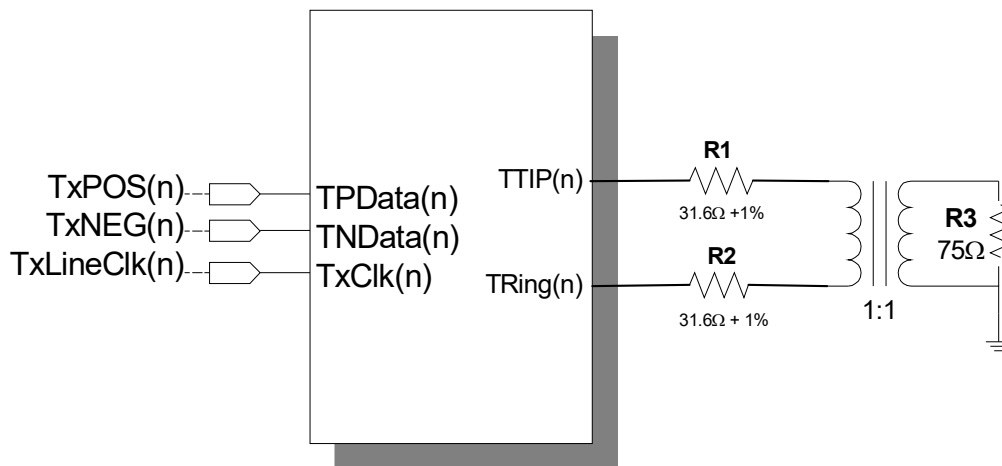 TxPOS(n)
TxNEG(n)
TxLineClk(n)
TPData(n)
TNData(n)
TxClk(n)
TTIP(n)
TRing(n)
R1
31.6Ω +1%
R2
31.6Ω + 1%
1:1
R3
75Ω